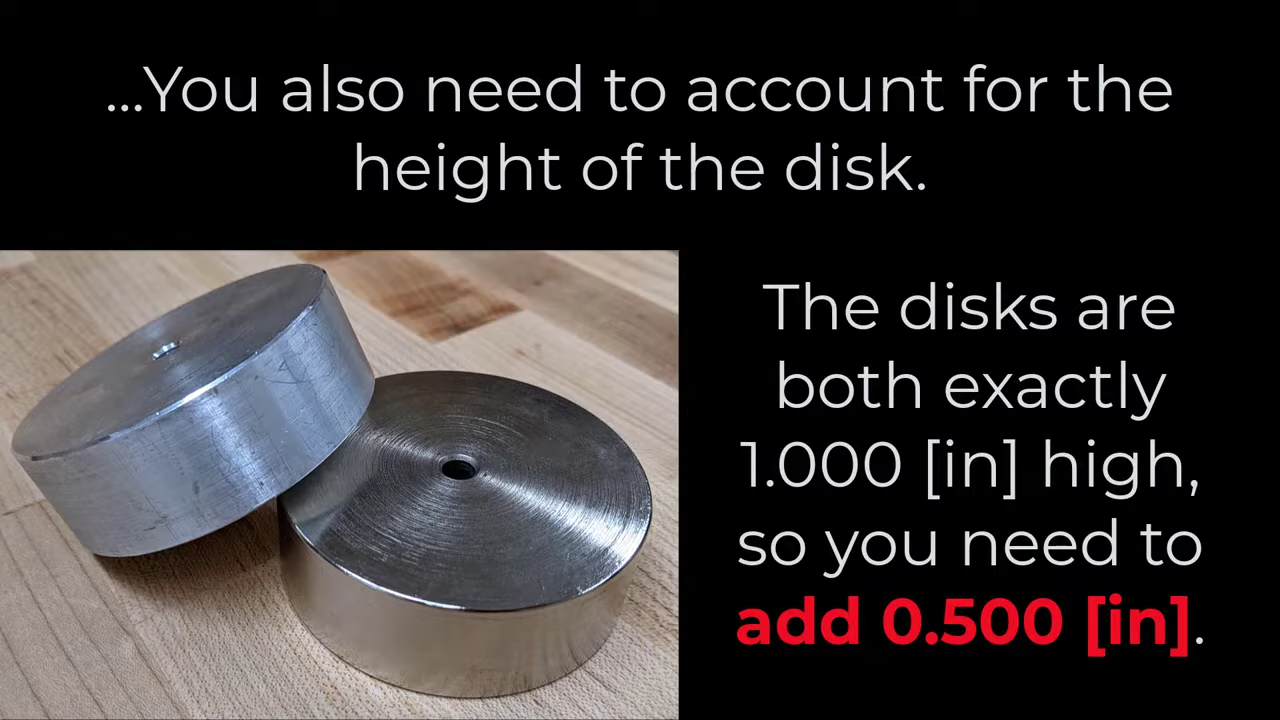 ...You also need to account for the
height of the disk.
The disks are
both exactly
1.000 [in] high,
so you need to
add 0.500 [in].